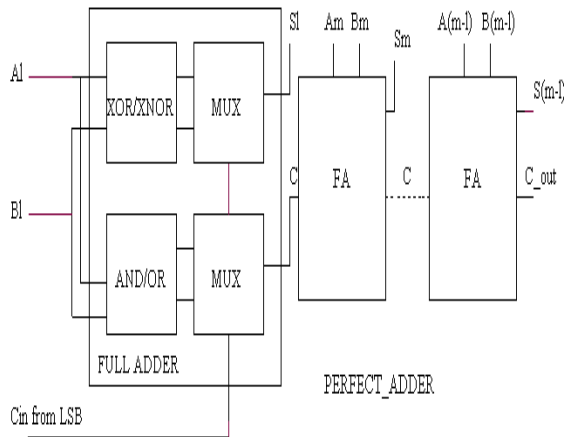 Sl
Am
Bm
A(m-l)
B(m-l)
Sm
Al
XOR/XNOR
MUX
S(m-l)
C
FA
C
FA
C_out
Bl
AND/OR
MUX
FULL ADDER
PERFECT_ADDER
Cin from LSB